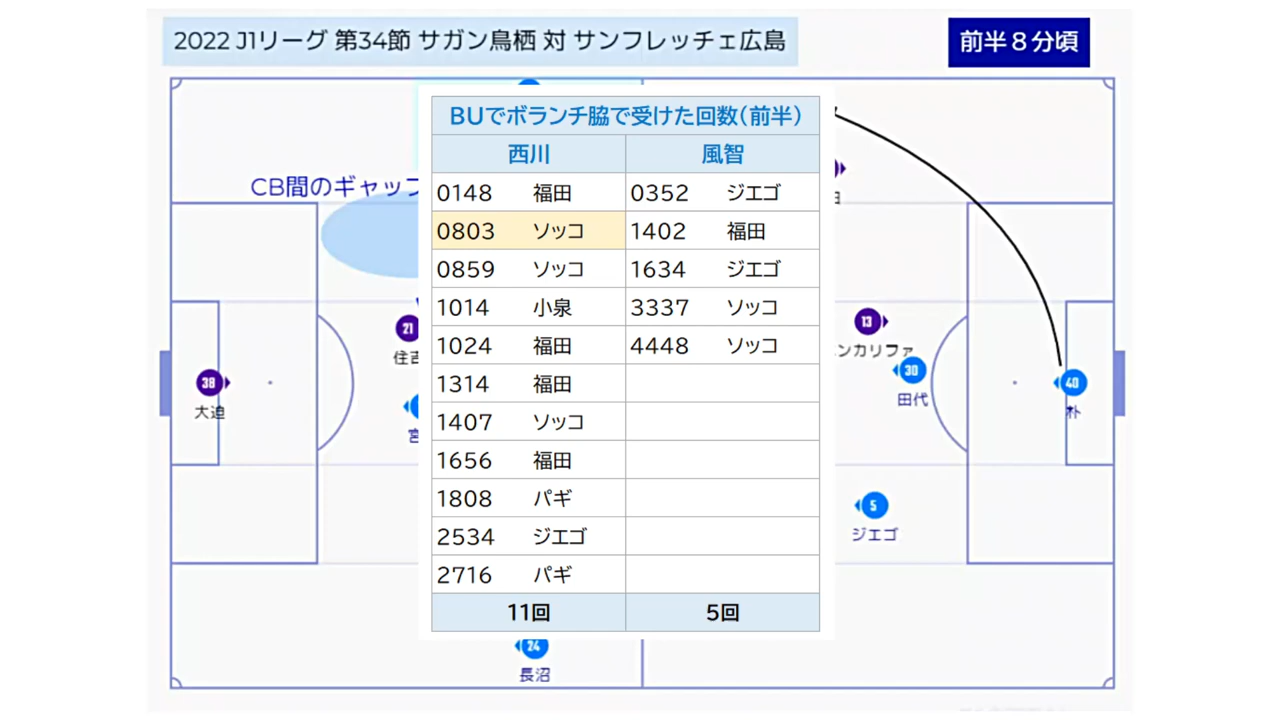 2022 J1リーグ 第34節 サガン鳥栖 対 サンフレッチェ広島
前半8分頃
BUでボランチ脇で受けた回数(前半)
西川 風智
0148 福田 0352 ジエゴ
0803 ソッコ 1402 福田
0859 ソッコ 1634 ジエゴ
1014 小泉 3337 ソッコ
1024 福田 4448 ソッコ
1314 福田
1407 ソッコ
1656 福田
1808 パギ
2534 ジエゴ
2716 パギ
11回 5回
CB間のギャップ
21
住吉
38
大迫
宮
13
ンカリファ
30
田代
40
朴
5
ジエゴ
24
長沼